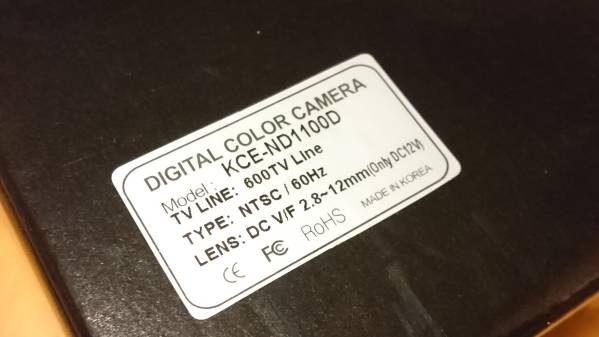 DIGITAL COLOR CAMERA
Model : KCE-ND1100D
TV LINE: 600TV Line
TYPE: NTSC / 60Hz
LENS: DC V/F 2.8~12mm(Only DC12V)
CE FC RoHS MADE IN KOREA